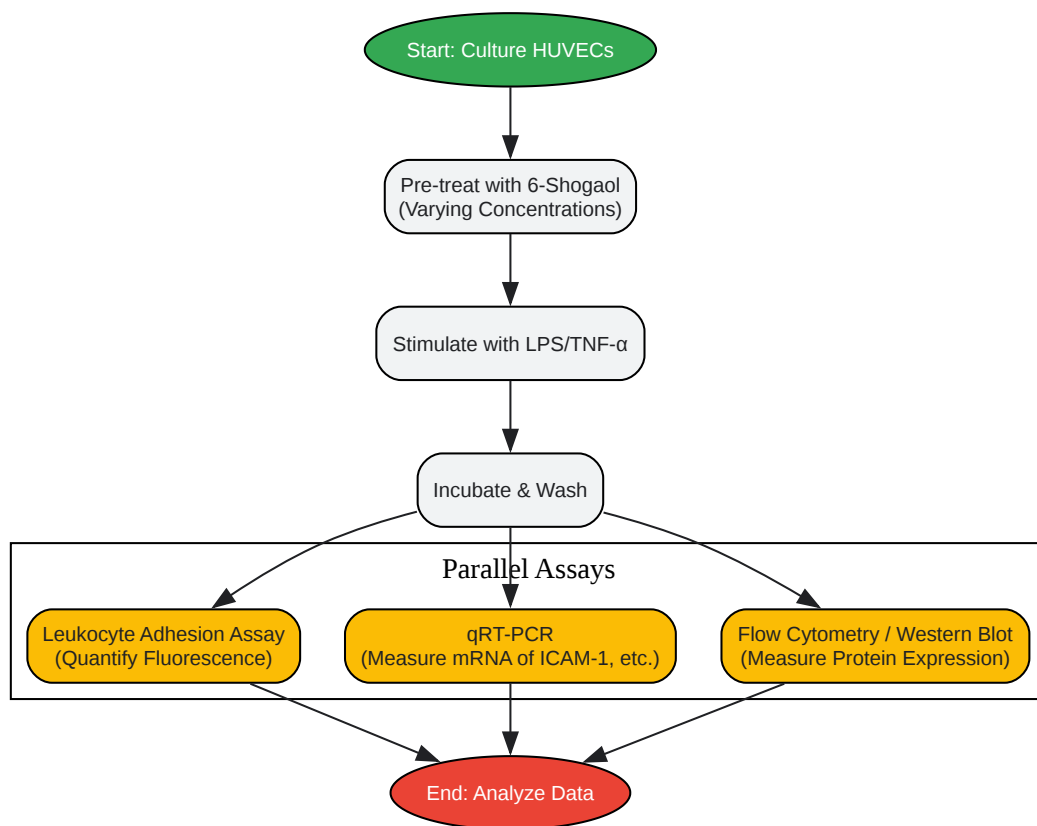 Start: Culture HUVECs
Pre-treat with 6-Shogaol
(Varying Concentrations)
Stimulate with LPS/TNF-α
Incubate & Wash
Parallel Assays
Leukocyte Adhesion Assay
(Quantify Fluorescence)
qRT-PCR
(Measure mRNA of ICAM-1, etc.)
Flow Cytometry / Western Blot
(Measure Protein Expression)
End: Analyze Data